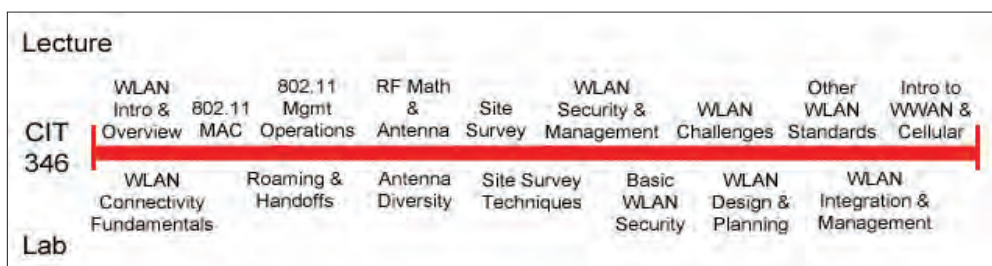 Lecture
WLAN
Intro &
Overview
802.11
MAC
802.11
Mgmt
Operations
RF Math
&
Antenna
Site
Survey
WLAN
Security &
Management
WLAN
Challenges
Other
WLAN
Standards
Intro to
WWAN &
Cellular
CIT
346
WLAN
Connectivity
Fundamentals
Roaming &
Handoffs
Antenna
Diversity
Site Survey
Techniques
Basic
WLAN
Security
WLAN
Design &
Planning
WLAN
Integration &
Management
Lab